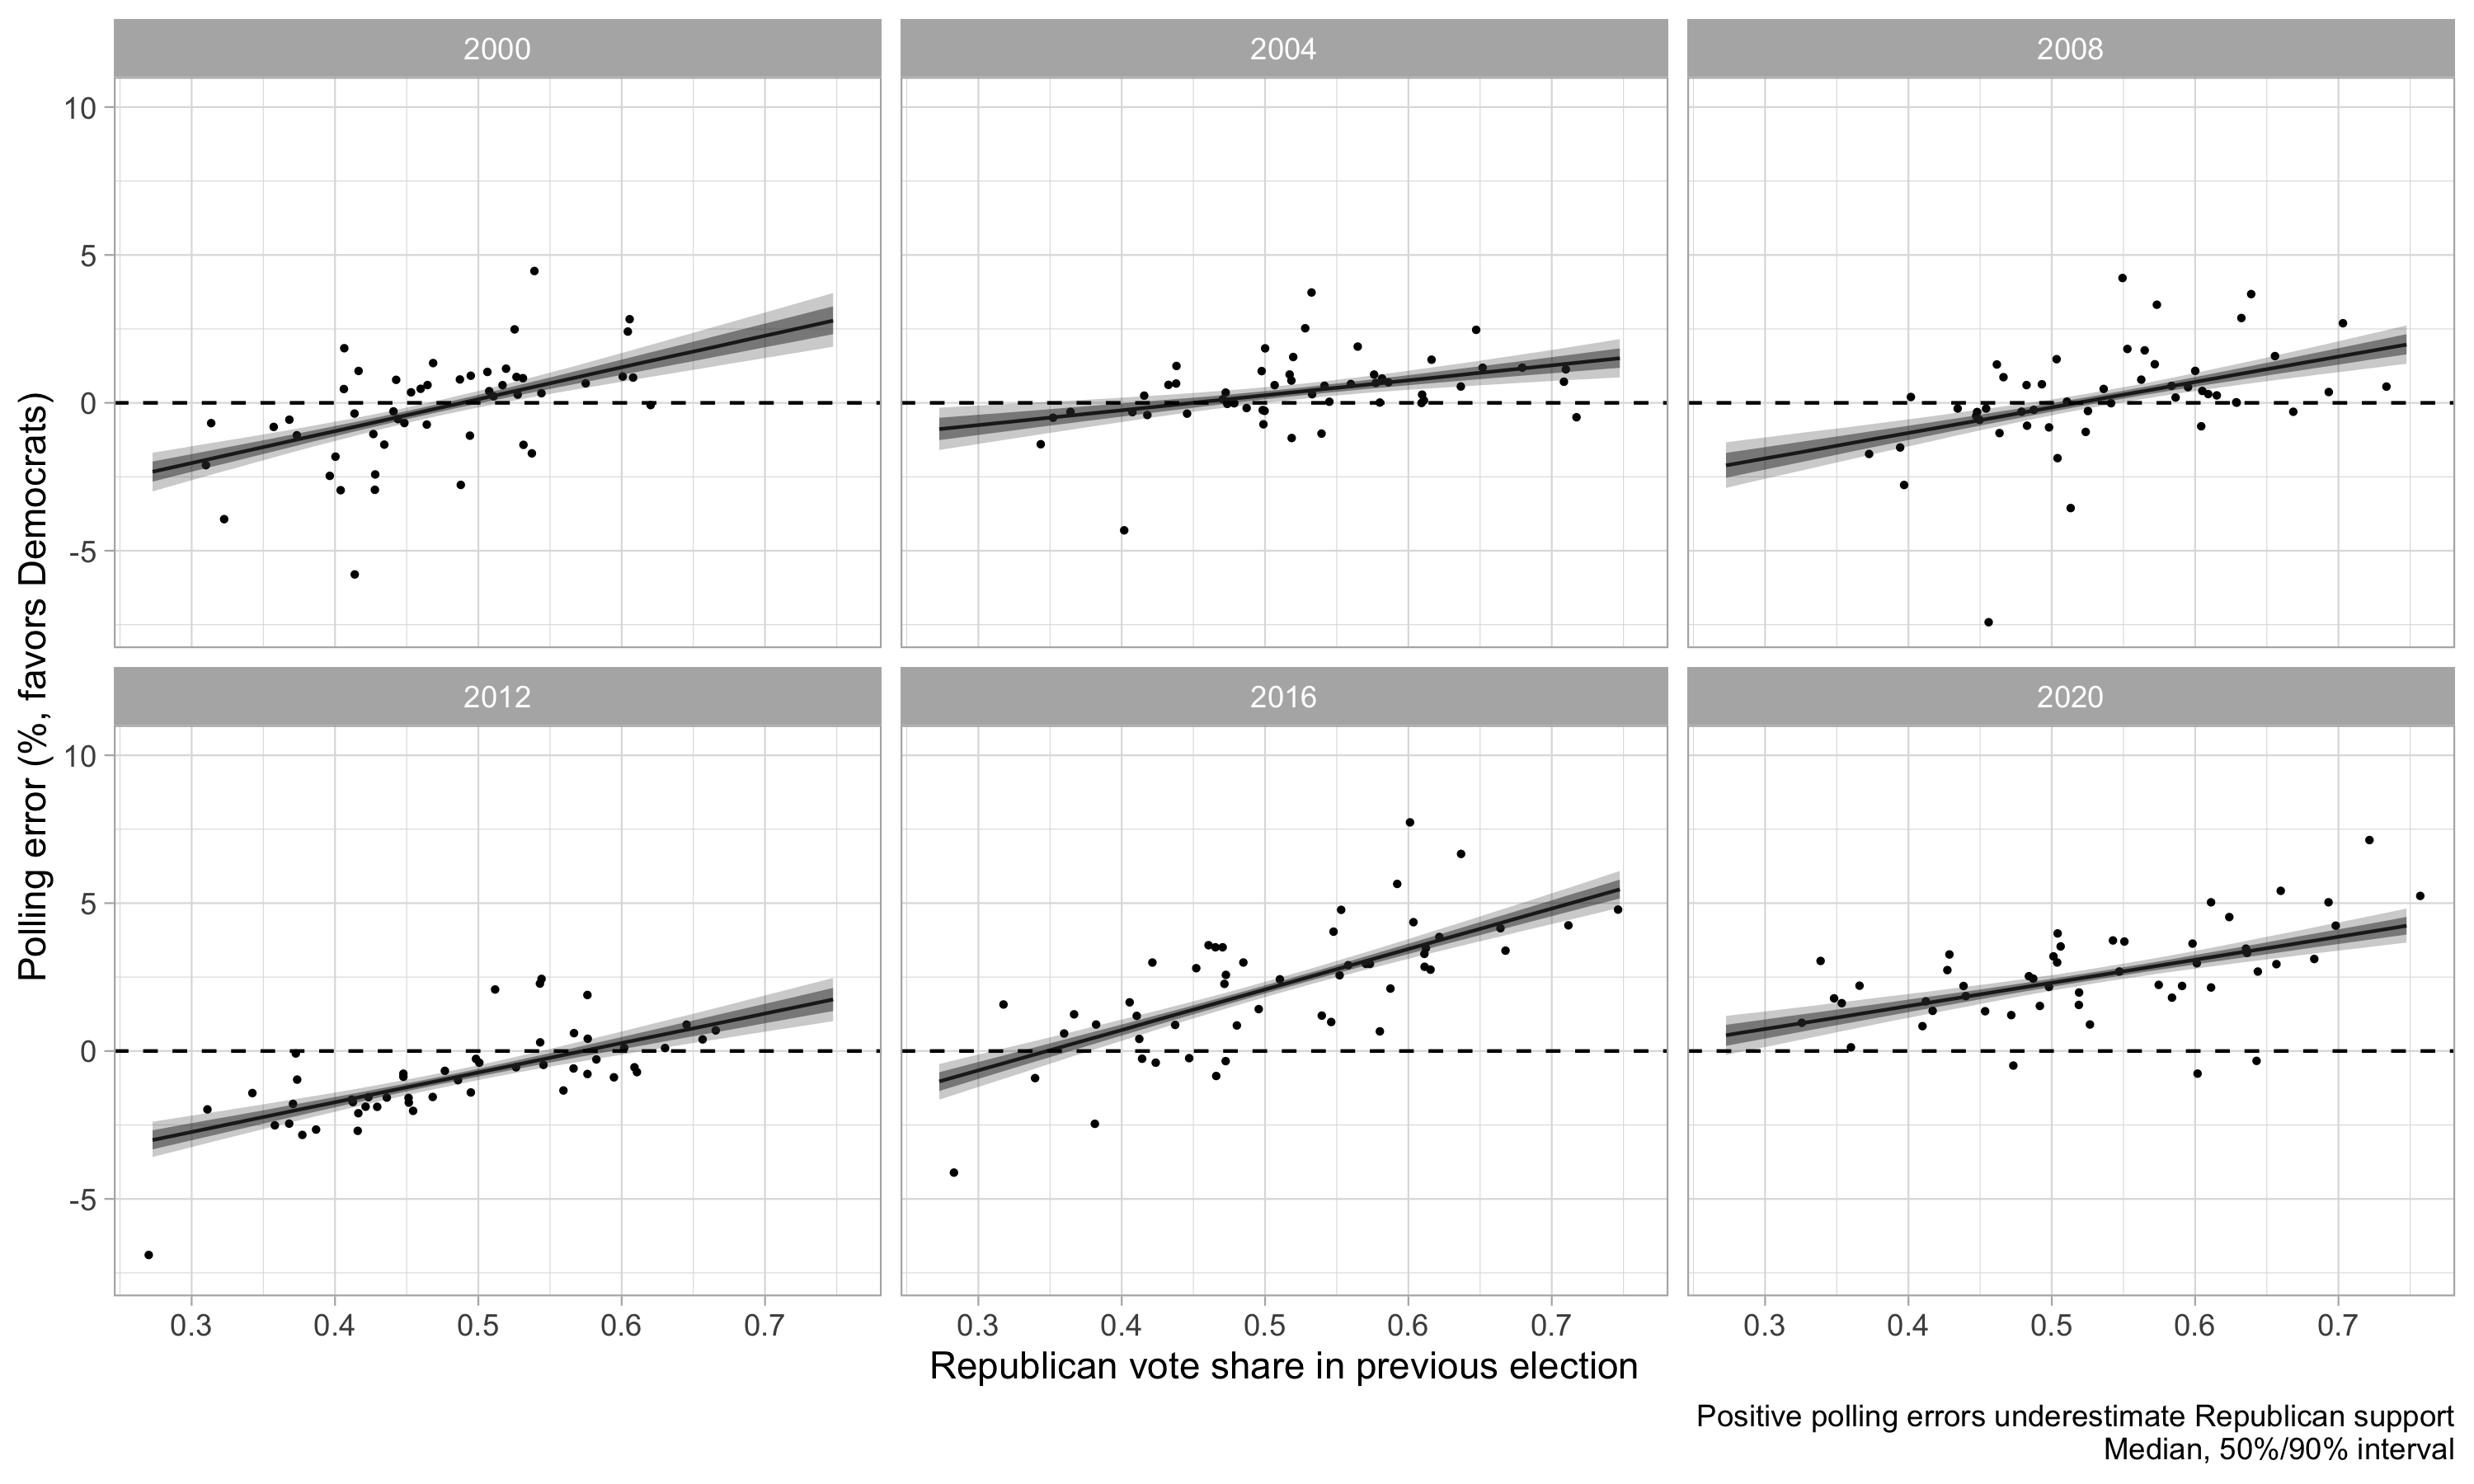 2000 2004 2008
10
5
0
-5
2012 2016 2020
10
5
0
-5
Polling error (%, favors Democrats)
0.3 0.4 0.5 0.6 0.7 0.3 0.4 0.5 0.6 0.7 0.3 0.4 0.5 0.6 0.7
Republican vote share in previous election
Positive polling errors underestimate Republican support
Median, 50%/90% interval